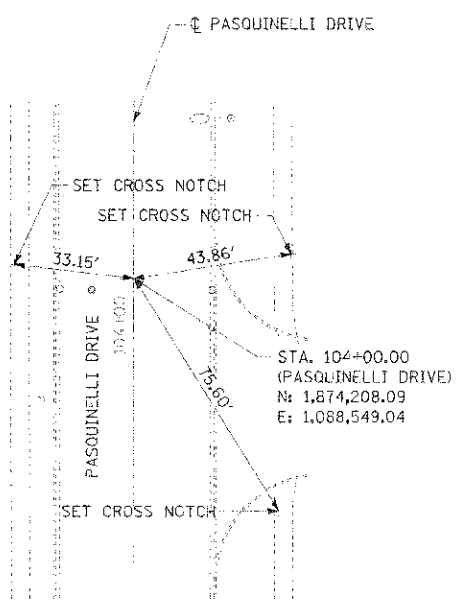 ℄ PASQUINELLI DRIVE
SET CROSS NOTCH
SET CROSS NOTCH
33.15'
43.86'
PASQUINELLI DRIVE
104+00
75.60'
STA. 104+00.00
(PASQUINELLI DRIVE)
N: 1,874,208.09
E: 1,088,549.04
SET CROSS NOTCH